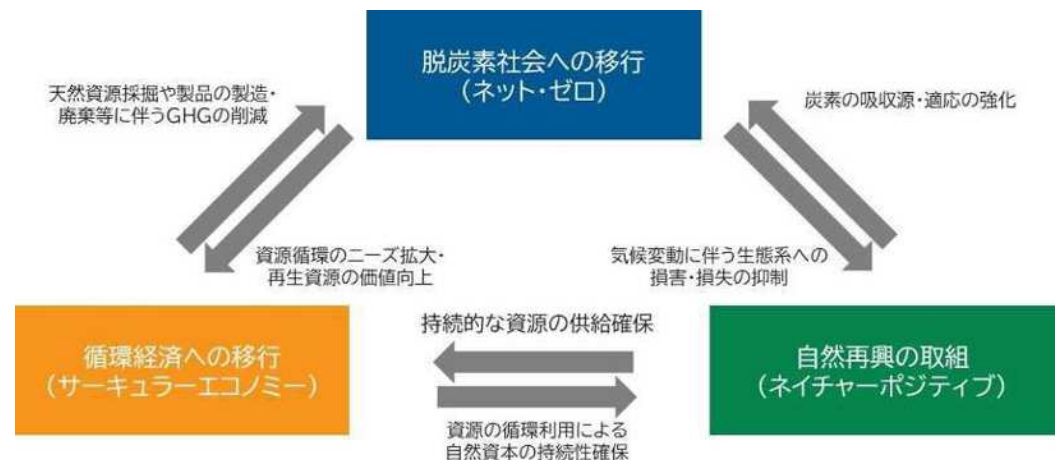 脱炭素社会への移行
(ネット・ゼロ)
天然資源採掘や製品の製造・
廃棄等に伴うGHGの削減
炭素の吸収源・適応の強化
資源循環のニーズ拡大・
再生資源の価値向上
気候変動に伴う生態系への
損害・損失の抑制
循環経済への移行
(サーキュラーエコノミー)
持続的な資源の供給確保
資源の循環利用による
自然資本の持続性確保
自然再興の取組
(ネイチャーポジティブ)